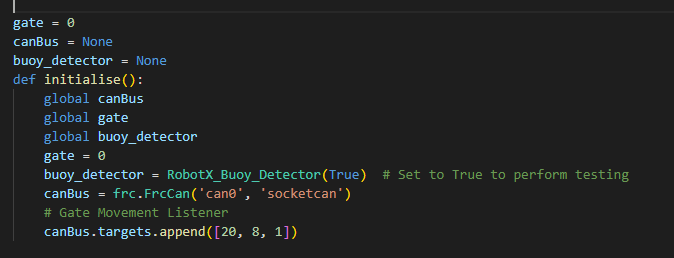 gate = 0
canBus = None
buoy_detector = None
def initialise():
    global canBus
    global gate
    global buoy_detector
    gate = 0
    buoy_detector = RobotX_Buoy_Detector(True)  # Set to True to perform testing
    canBus = frc.FrcCan('can0', 'socketcan')
    # Gate Movement Listener
    canBus.targets.append([20, 8, 1])